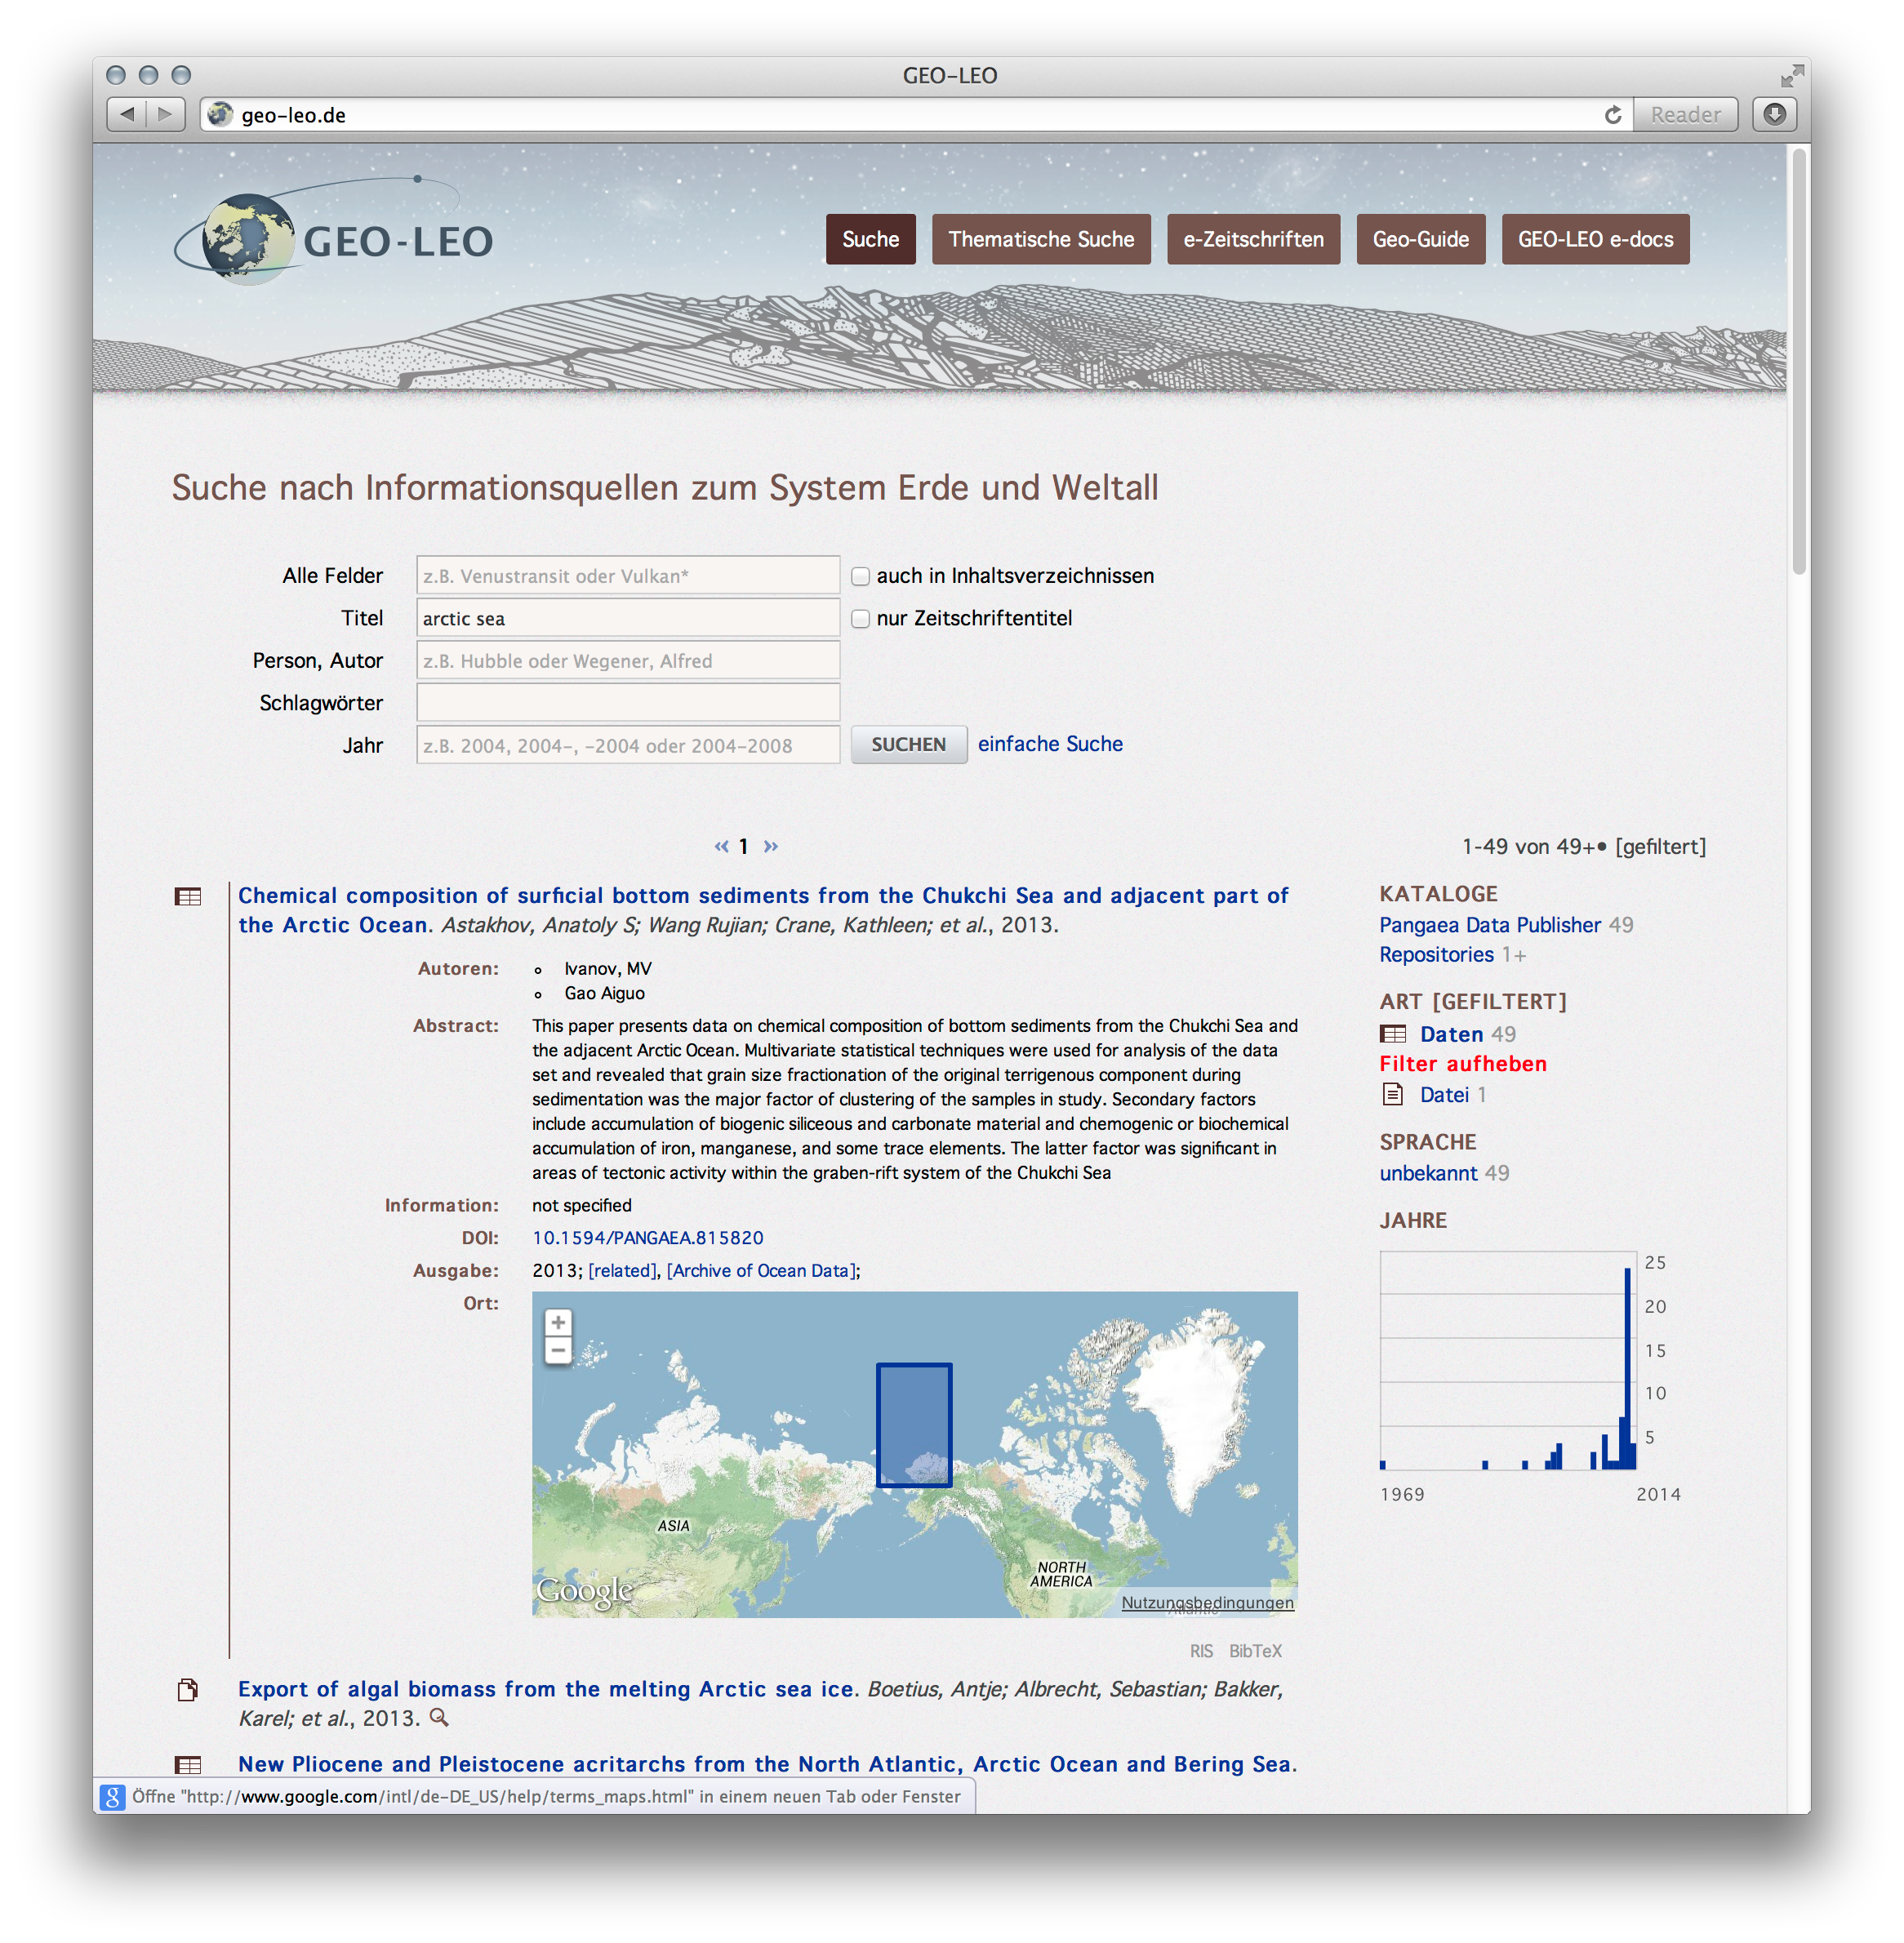 GEO-LEO
geo-leo.de
Reader
GEO-LEO
Suche
Thematische Suche
e-Zeitschriften
Geo-Guide
GEO-LEO e-docs
Suche nach Informationsquellen zum System Erde und Weltall
Alle Felder
z.B. Venustransit oder Vulkan*
auch in Inhaltsverzeichnissen
Titel
arctic sea
nur Zeitschriftentitel
Person, Autor
z.B. Hubble oder Wegener, Alfred
Schlagwörter
Jahr
z.B. 2004, 2004-, -2004 oder 2004-2008
SUCHEN
einfache Suche
« 1 »
1-49 von 49+• [gefiltert]
Chemical composition of surficial bottom sediments from the Chukchi Sea and adjacent part of
the Arctic Ocean. Astakhov, Anatoly S; Wang Rujian; Crane, Kathleen; et al., 2013.
Autoren:
Ivanov, MV
Gao Aiguo
Abstract:
This paper presents data on chemical composition of bottom sediments from the Chukchi Sea and
the adjacent Arctic Ocean. Multivariate statistical techniques were used for analysis of the data
set and revealed that grain size fractionation of the original terrigenous component during
sedimentation was the major factor of clustering of the samples in study. Secondary factors
include accumulation of biogenic siliceous and carbonate material and chemogenic or biochemical
accumulation of iron, manganese, and some trace elements. The latter factor was significant in
areas of tectonic activity within the graben-rift system of the Chukchi Sea
Information:
not specified
DOI:
10.1594/PANGAEA.815820
Ausgabe:
2013; [related], [Archive of Ocean Data];
Ort:
+
−
ASIA
NORTH
AMERICA
Google
Atlantic
Nutzungsbedingungen
RIS BibTeX
Export of algal biomass from the melting Arctic sea ice. Boetius, Antje; Albrecht, Sebastian; Bakker,
Karel; et al., 2013.
New Pliocene and Pleistocene acritarchs from the North Atlantic, Arctic Ocean and Bering Sea.
KATALOGE
Pangaea Data Publisher 49
Repositories 1+
ART [GEFILTERT]
Daten 49
Filter aufheben
Datei 1
SPRACHE
unbekannt 49
JAHRE
25
20
15
10
5
1969
2014
g
Öffne "http://www.google.com/intl/de-DE_US/help/terms_maps.html" in einem neuen Tab oder Fenster